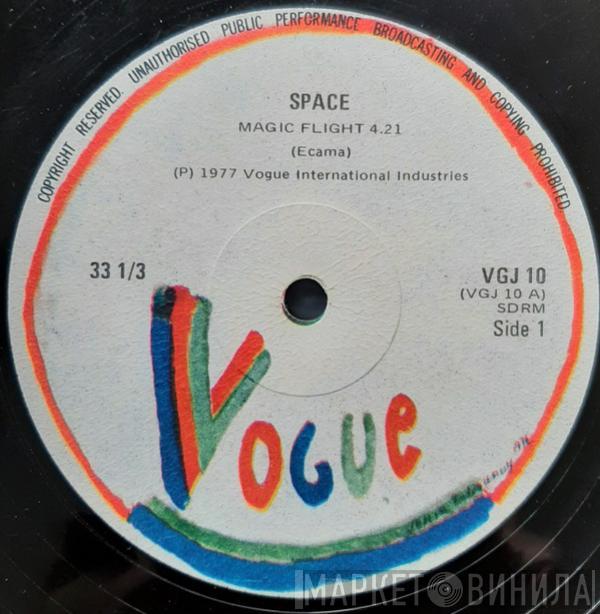 COPYRIGHT RESERVED. UNAUTHORISED PUBLIC PERFORMANCE BROADCASTING AND COPYING PROHIBITED.
SPACE
MAGIC FLIGHT 4.21
(Ecama)
(P) 1977 Vogue International Industries
33 1/3
VGJ 10
(VGJ 10 A)
SDRM
Side 1
VOGUE
МАРКЕТ ВИНИЛА